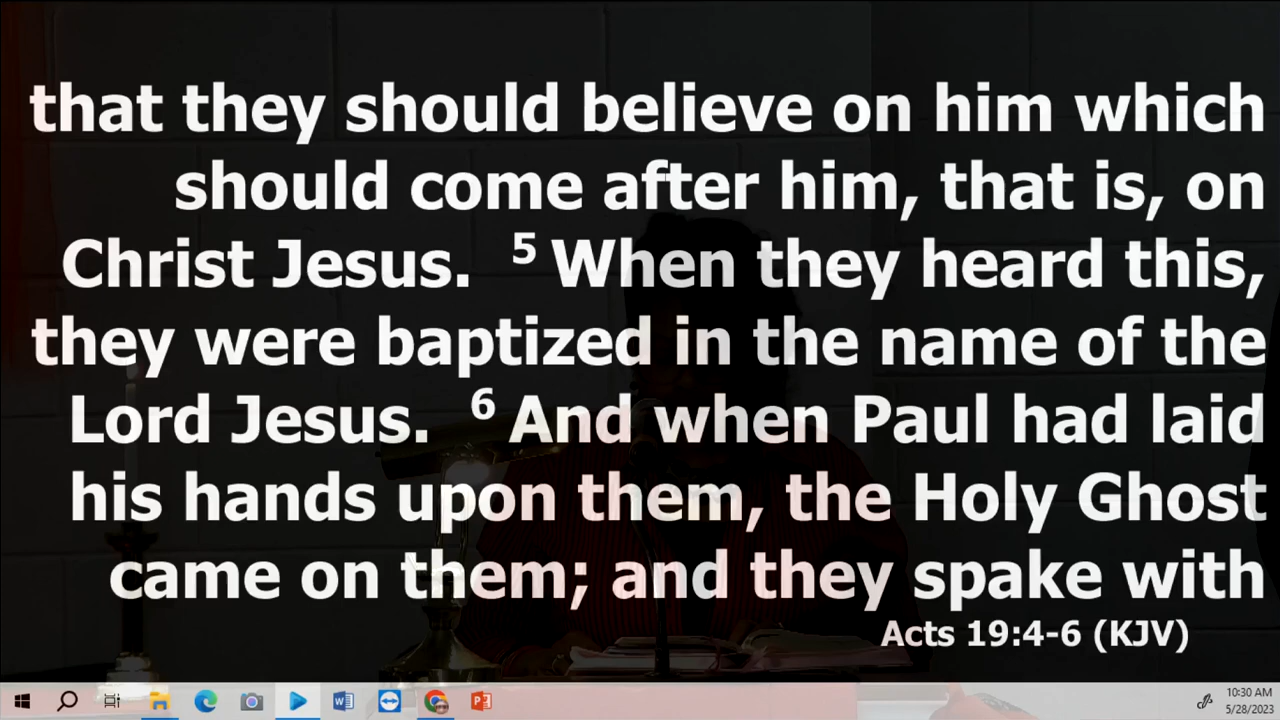 that they should believe on him which
should come after him, that is, on
Christ Jesus. 5 When they heard this,
they were baptized in the name of the
Lord Jesus. 6 And when Paul had laid
his hands upon them, the Holy Ghost
came on them; and they spake with
Acts 19:4-6 (KJV)
10:30 AM
5/28/2023